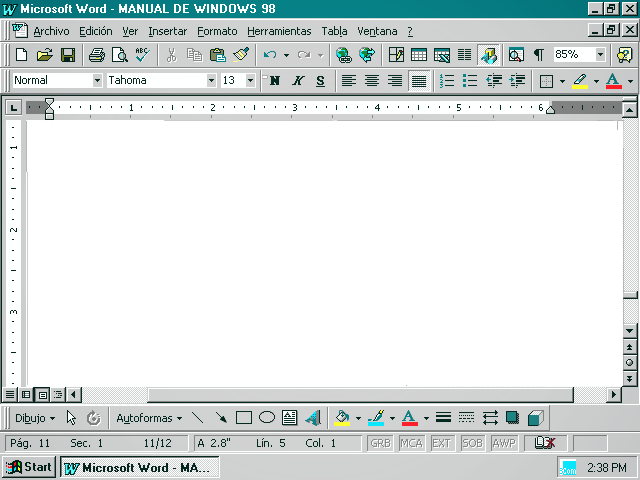 Microsoft Word - MANUAL DE WINDOWS 98
Archivo Edición Ver Insertar Formato Herramientas Tabla Ventana ?
ABC 85%
Normal Tahoma 13 N K S
1 2 3 4 5 6
1
2
3
Dibujo Autoformas
Pág. 11 Sec. 1 11/12 A 2.8" Lín. 5 Col. 1 GRB MCA EXT SOB AWP
Start Microsoft Word - MA... 2:38 PM